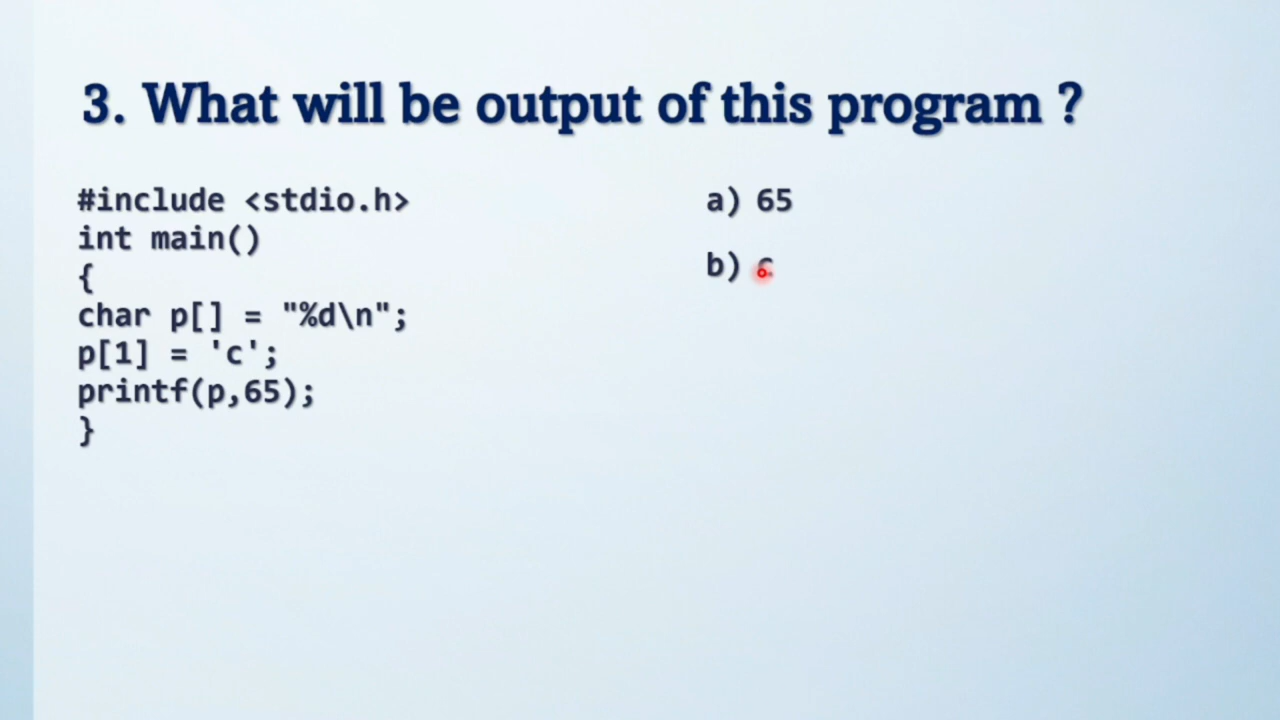 3. What will be output of this program ?
#include <stdio.h>
int main()
{
char p[] = "%d\n";
p[1] = 'c';
printf(p,65);
}
a) 65
b) c